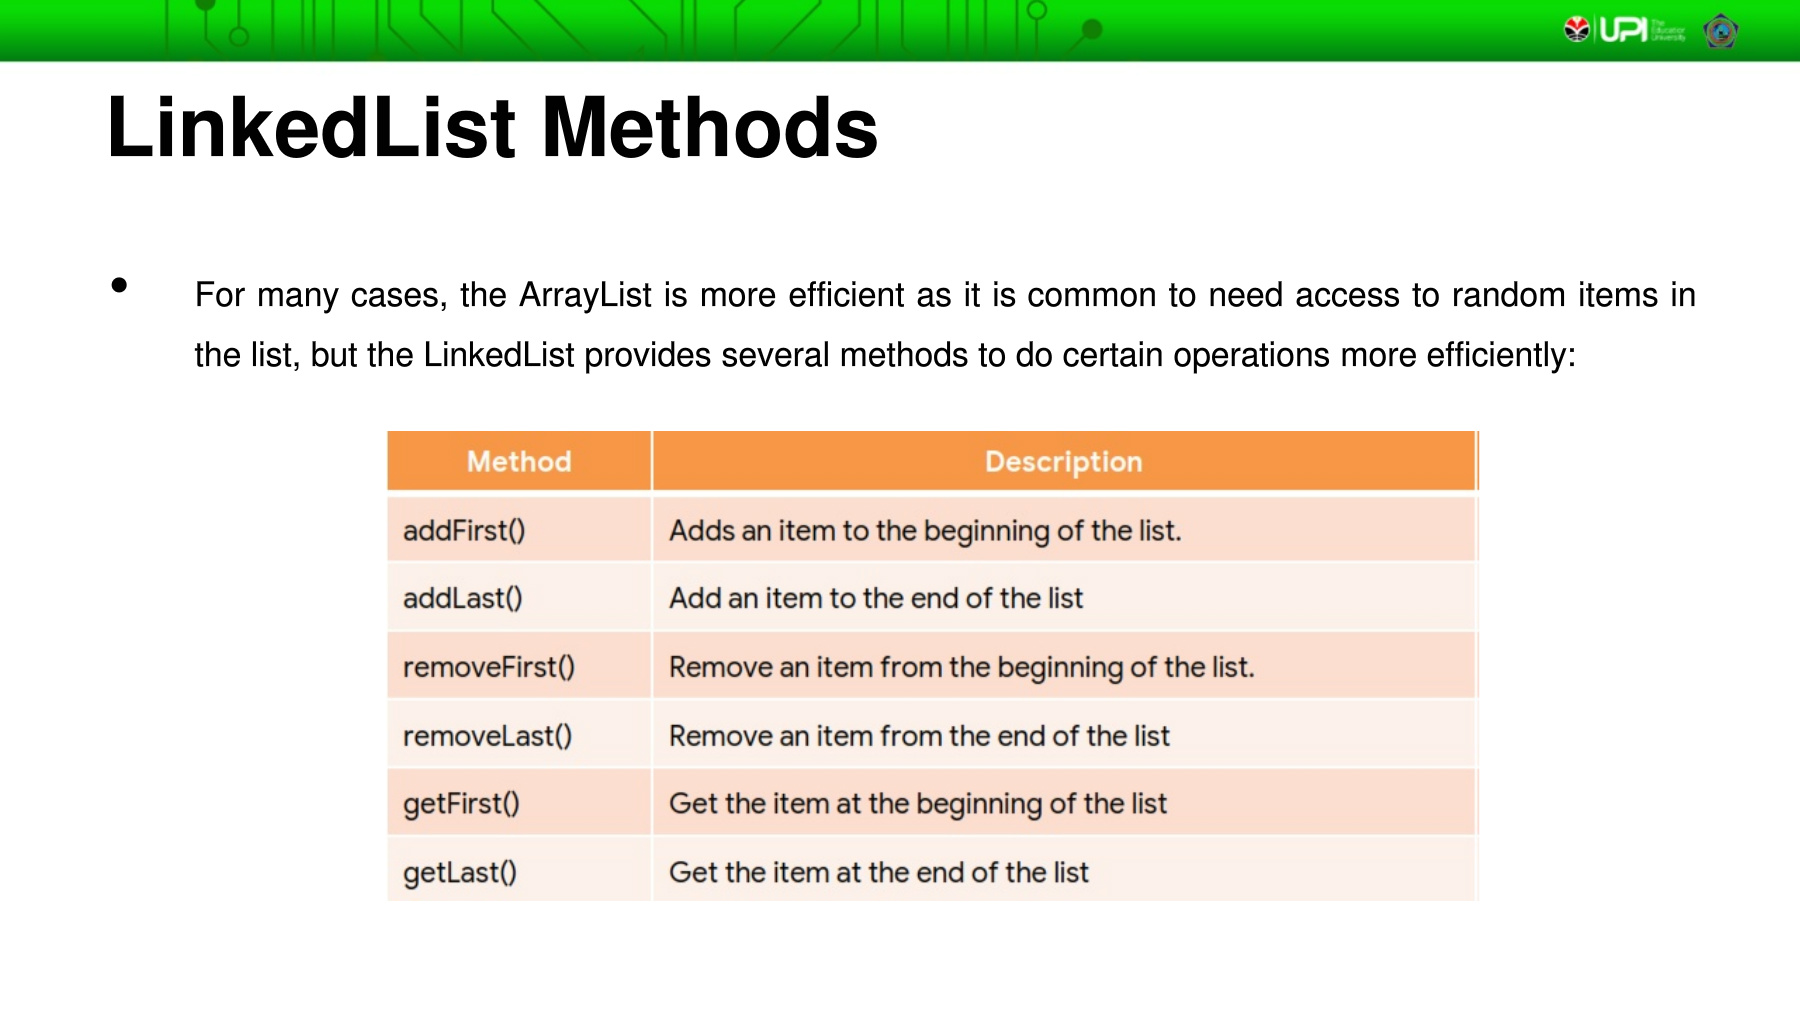 UPI The Education University
LinkedList Methods
• For many cases, the ArrayList is more efficient as it is common to need access to random items in
the list, but the LinkedList provides several methods to do certain operations more efficiently:
Method Description
addFirst() Adds an item to the beginning of the list.
addLast() Add an item to the end of the list
removeFirst() Remove an item from the beginning of the list.
removeLast() Remove an item from the end of the list
getFirst() Get the item at the beginning of the list
getLast() Get the item at the end of the list